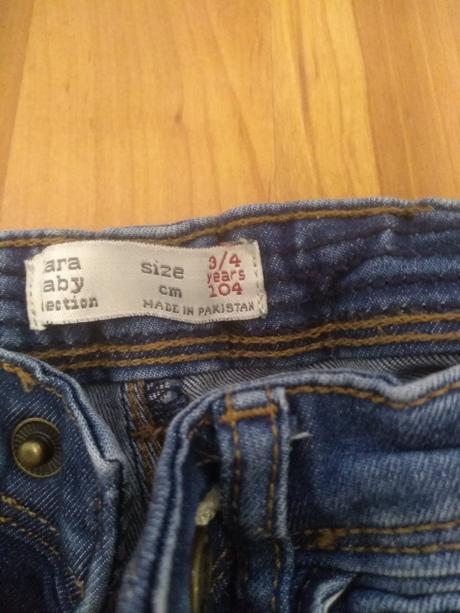 ara size 3/4
aby cm years
lection 104
MADE IN PAKISTAN